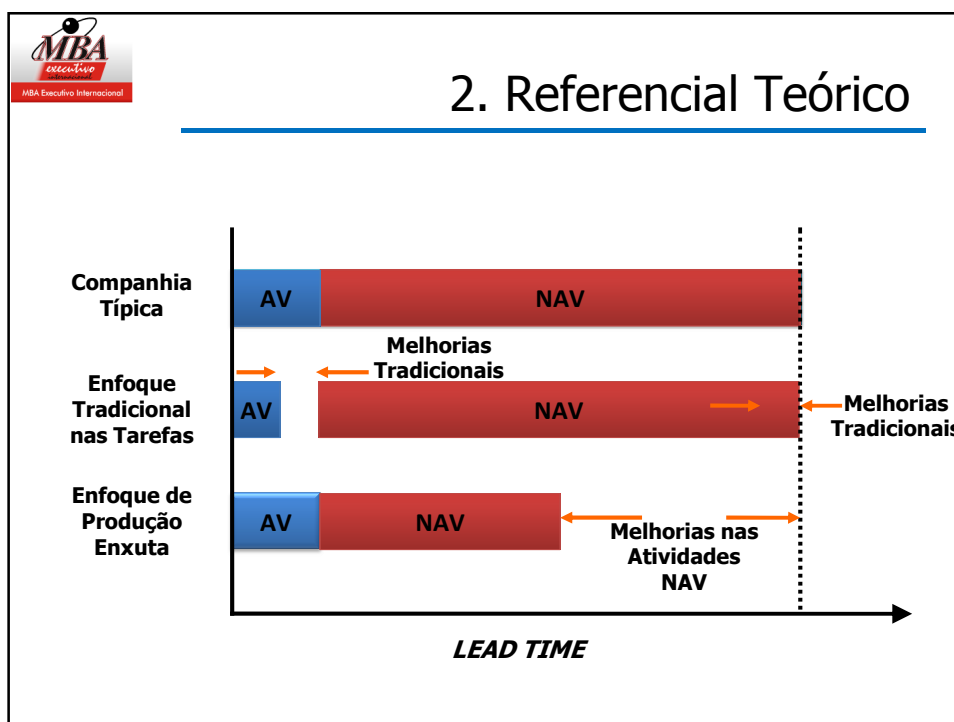 MBA
executivo
internacional
MBA Executivo Internacional
2. Referencial Teórico
Companhia
Típica
AV
NAV
Melhorias
Tradicionais
Enfoque
Tradicional
nas Tarefas
AV
NAV
Melhorias
Tradicionais
Enfoque de
Produção
Enxuta
AV
NAV
Melhorias nas
Atividades
NAV
LEAD TIME